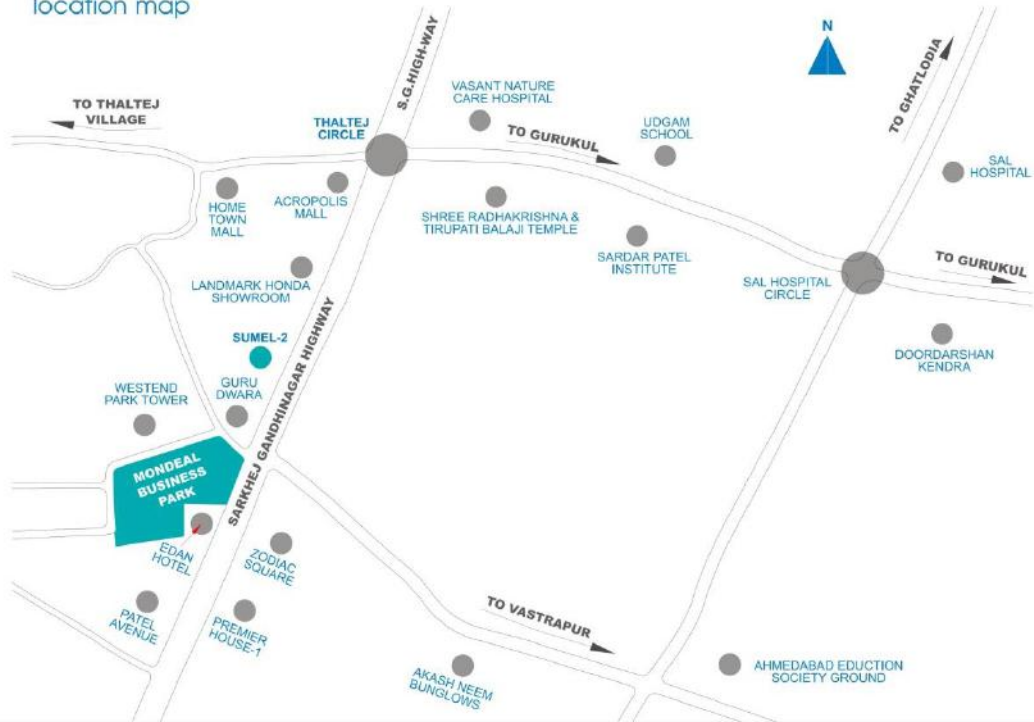 location map
N
S.G.HIGH-WAY
TO GHATLODIA
TO THALTEJ
VILLAGE
THALTEJ
CIRCLE
VASANT NATURE
CARE HOSPITAL
TO GURUKUL
UDGAM
SCHOOL
SAL
HOSPITAL
HOME
TOWN
MALL
ACROPOLIS
MALL
SHREE RADHAKRISHNA &
TIRUPATI BALAJI TEMPLE
SARDAR PATEL
INSTITUTE
SAL HOSPITAL
CIRCLE
TO GURUKUL
LANDMARK HONDA
SHOWROOM
SUMEL-2
SARKHEJ GANDHINAGAR HIGHWAY
DOORDARSHAN
KENDRA
WESTEND
PARK TOWER
GURU
DWARA
MONDEAL
BUSINESS
PARK
EDAN
HOTEL
ZODIAC
SQUARE
PATEL
AVENUE
PREMIER
HOUSE-1
TO VASTRAPUR
AKASH NEEM
BUNGLOWS
AHMEDABAD EDUCTION
SOCIETY GROUND